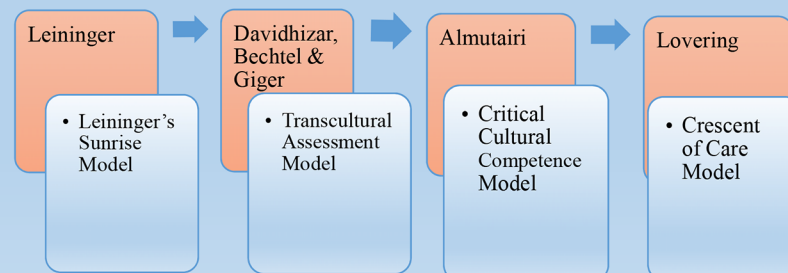 Leininger
• Leininger's
Sunrise
Model
Davidhizar,
Bechtel &
Giger
• Transcultural
Assessment
Model
Almutairi
• Critical
Cultural
Competence
Model
Lovering
• Crescent
of Care
Model